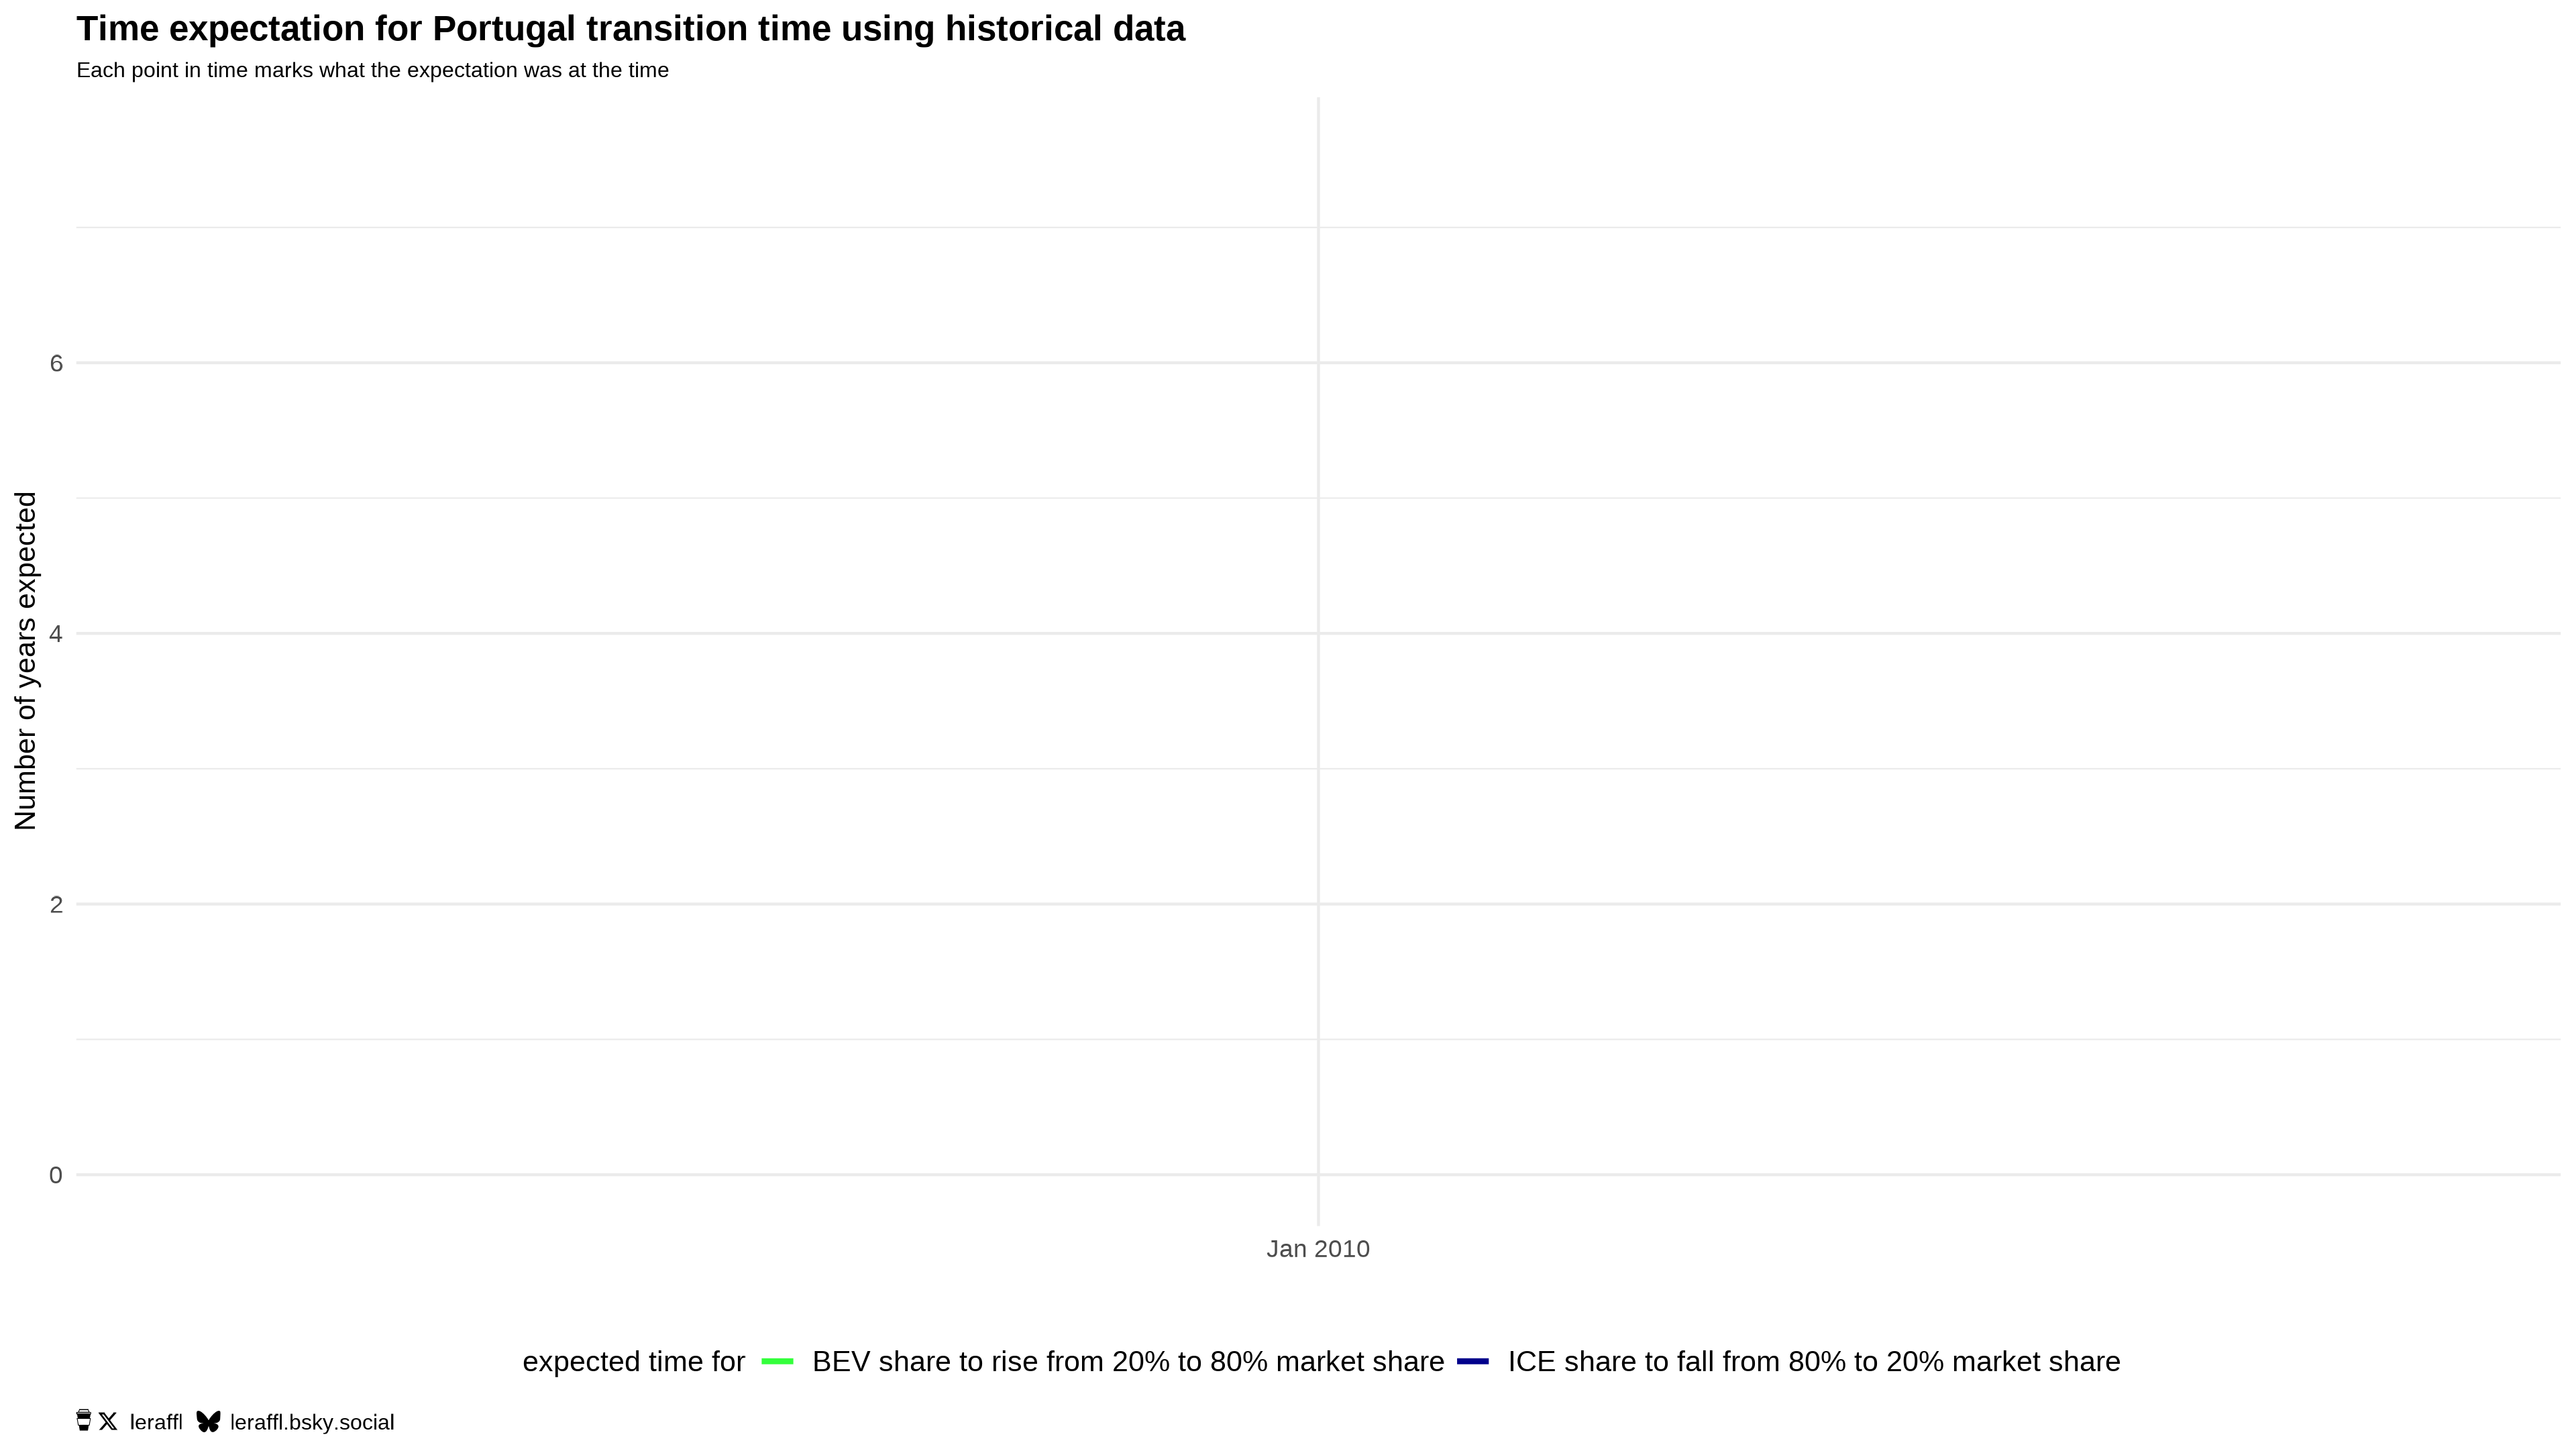 Time expectation for Portugal transition time using historical data
Each point in time marks what the expectation was at the time
Number of years expected
6
4
2
0
Jan 2010
expected time for BEV share to rise from 20% to 80% market share ICE share to fall from 80% to 20% market share
leraffl leraffl.bsky.social